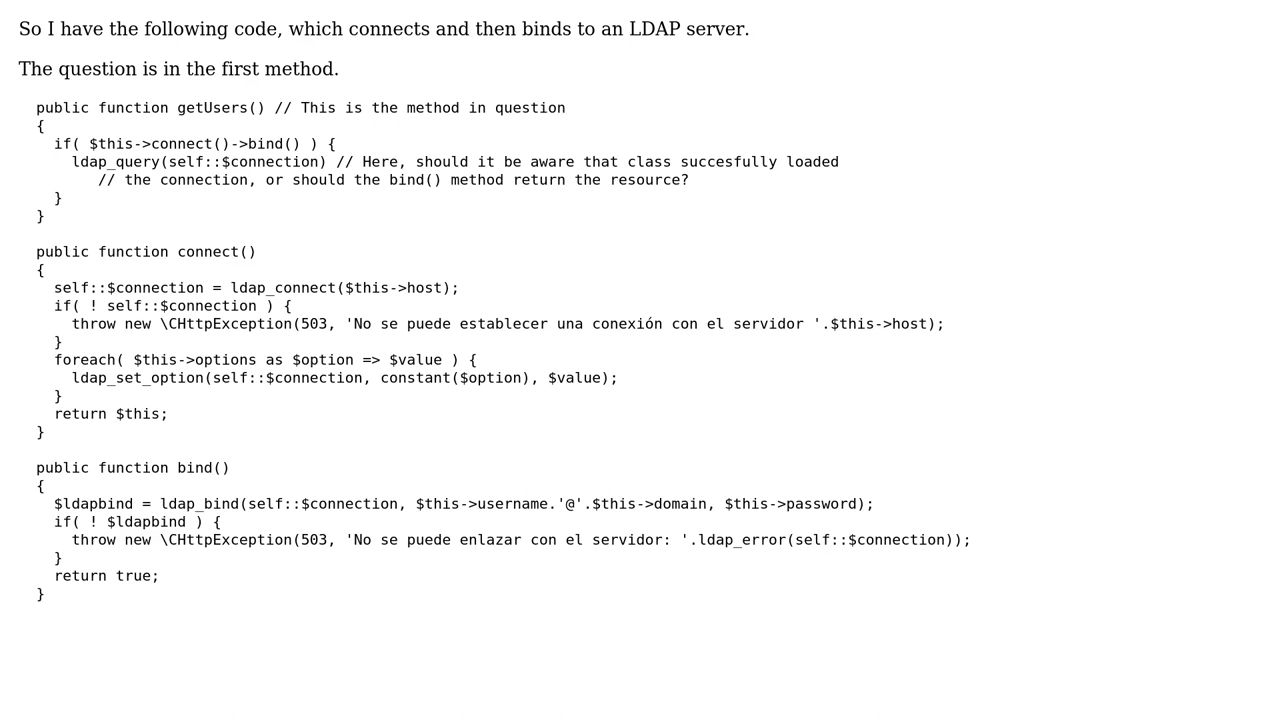 So I have the following code, which connects and then binds to an LDAP server.
The question is in the first method.
public function getUsers() // This is the method in question
{
  if( $this->connect()->bind() ) {
    ldap_query(self::$connection) // Here, should it be aware that class succesfully loaded
       // the connection, or should the bind() method return the resource?
  }
}

public function connect()
{
  self::$connection = ldap_connect($this->host);
  if( ! self::$connection ) {
    throw new \CHttpException(503, 'No se puede establecer una conexión con el servidor '.$this->host);
  }
  foreach( $this->options as $option => $value ) {
    ldap_set_option(self::$connection, constant($option), $value);
  }
  return $this;
}

public function bind()
{
  $ldapbind = ldap_bind(self::$connection, $this->username.'@'.$this->domain, $this->password);
  if( ! $ldapbind ) {
    throw new \CHttpException(503, 'No se puede enlazar con el servidor: '.ldap_error(self::$connection));
  }
  return true;
}